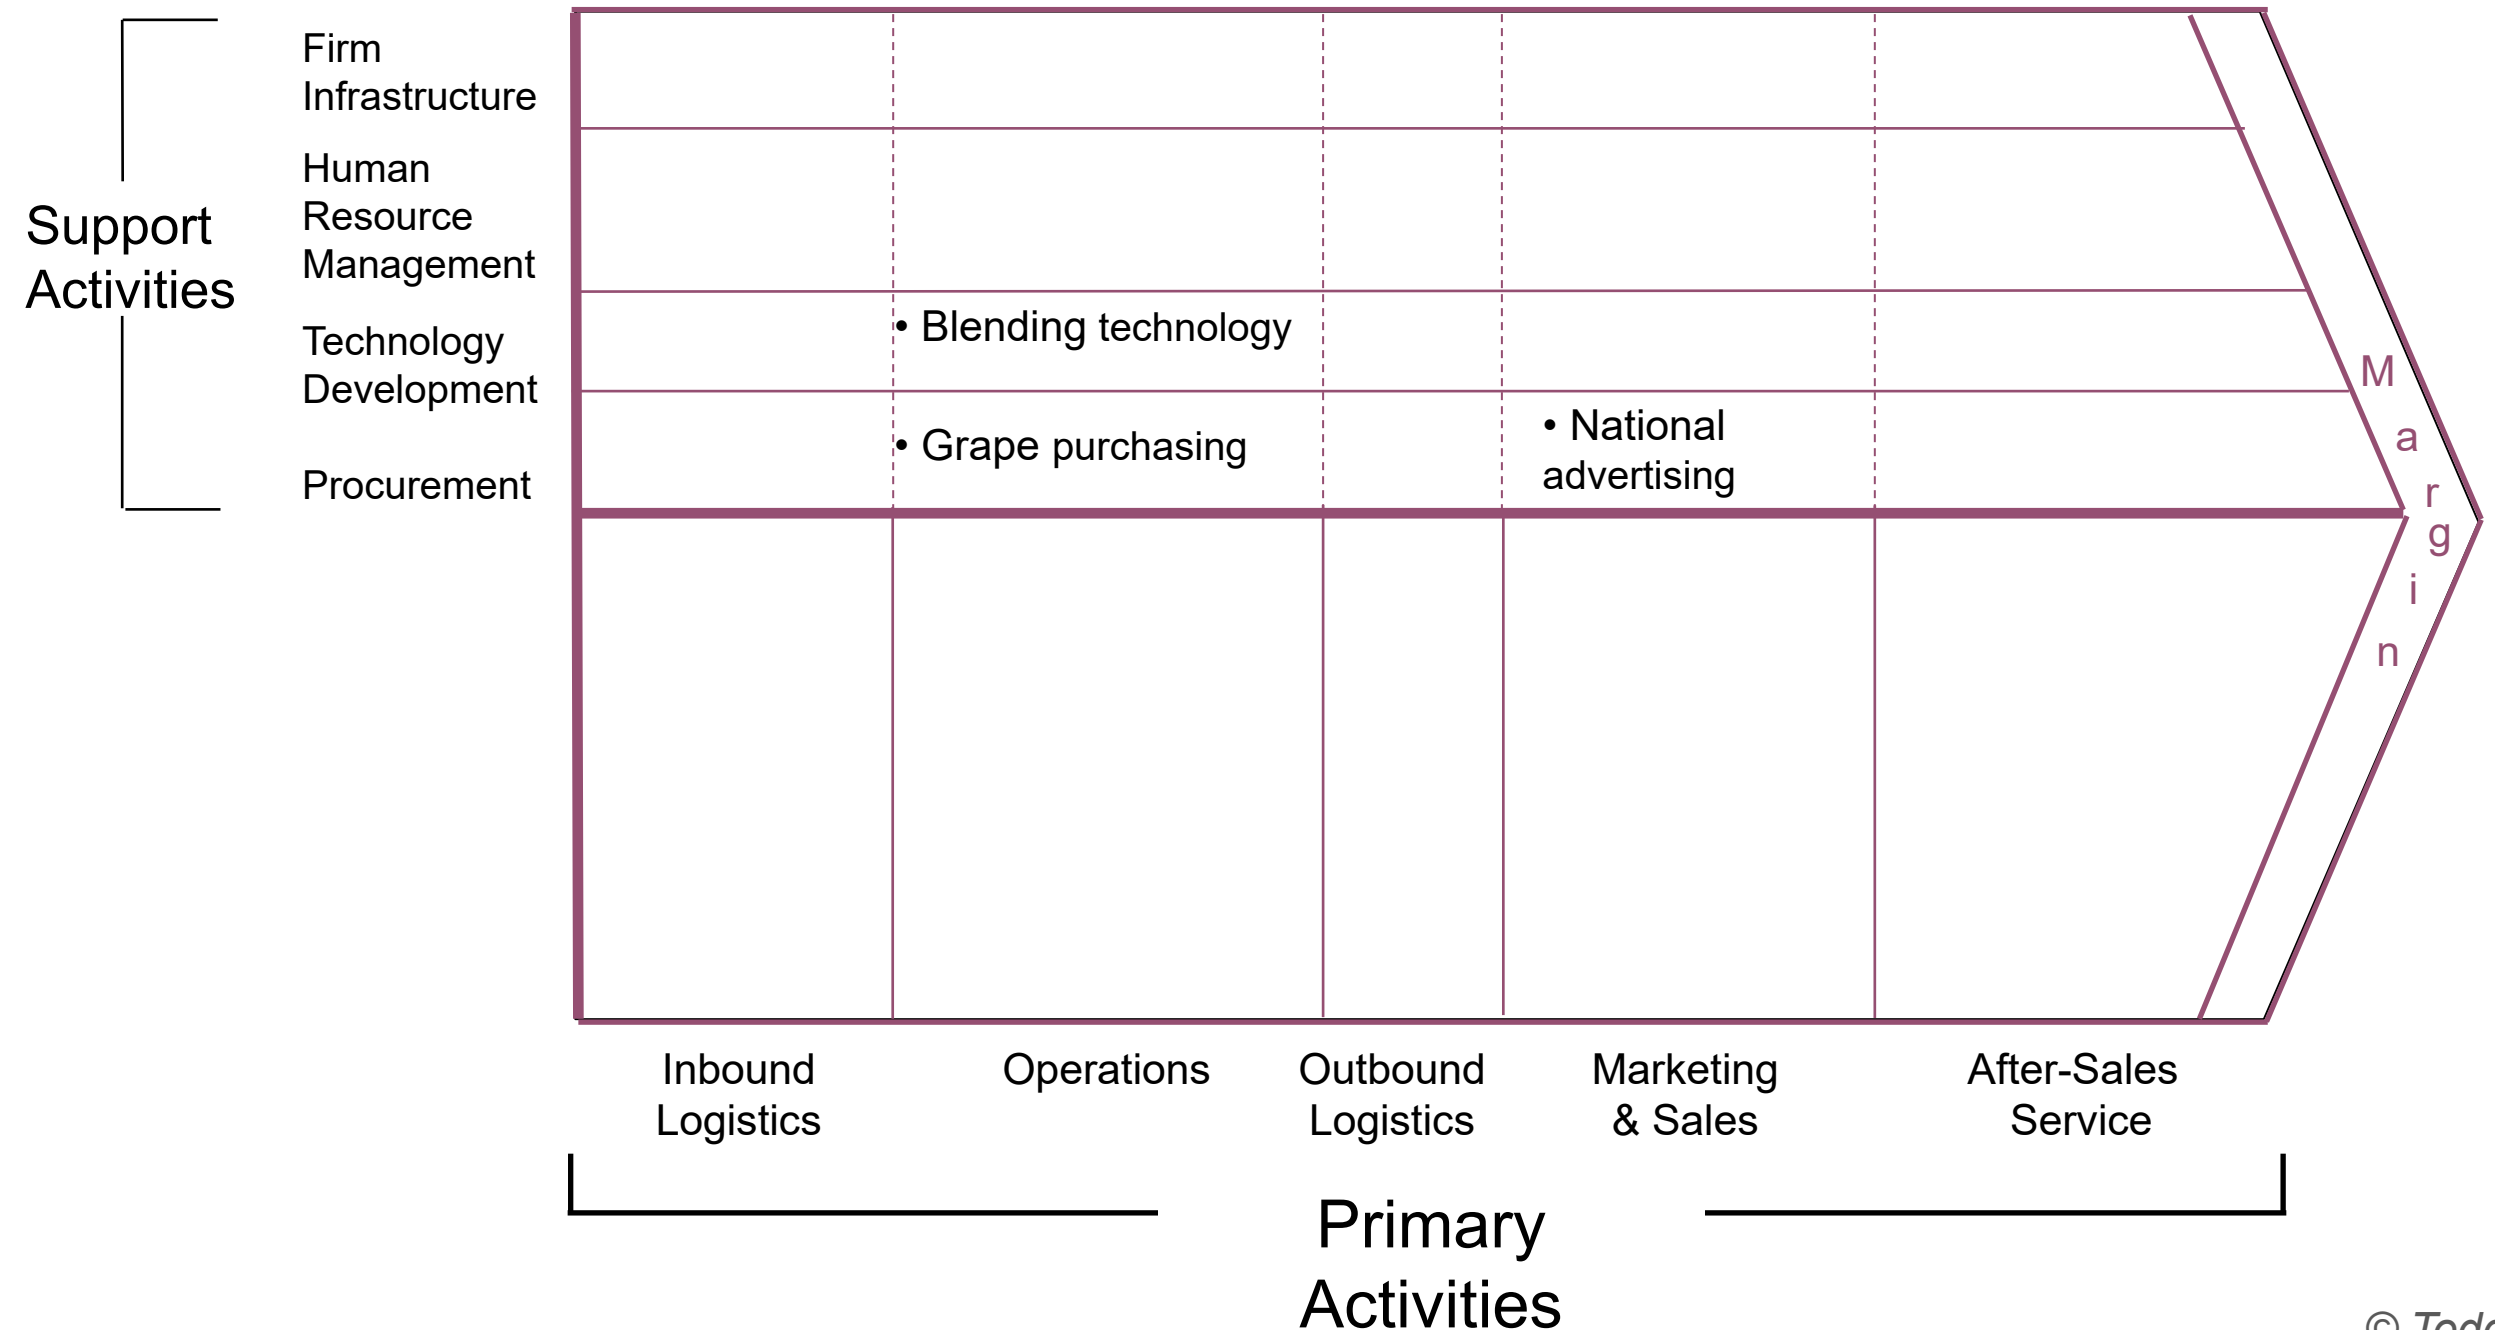 Firm
Infrastructure
Human
Resource
Management
Support
Activities
Technology
Development
• Blending technology
Procurement
• Grape purchasing
• National
advertising
Margin
Inbound
Logistics
Operations
Outbound
Logistics
Marketing
& Sales
After-Sales
Service
Primary
Activities
©